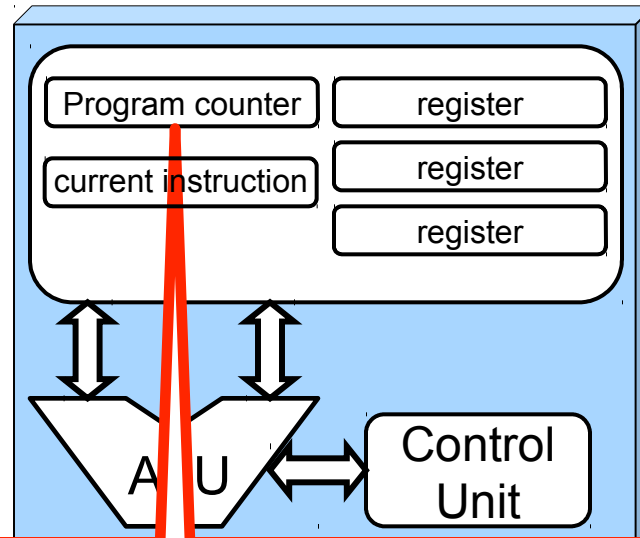 Program counter
register
current instruction
register
register
A U
Control
Unit